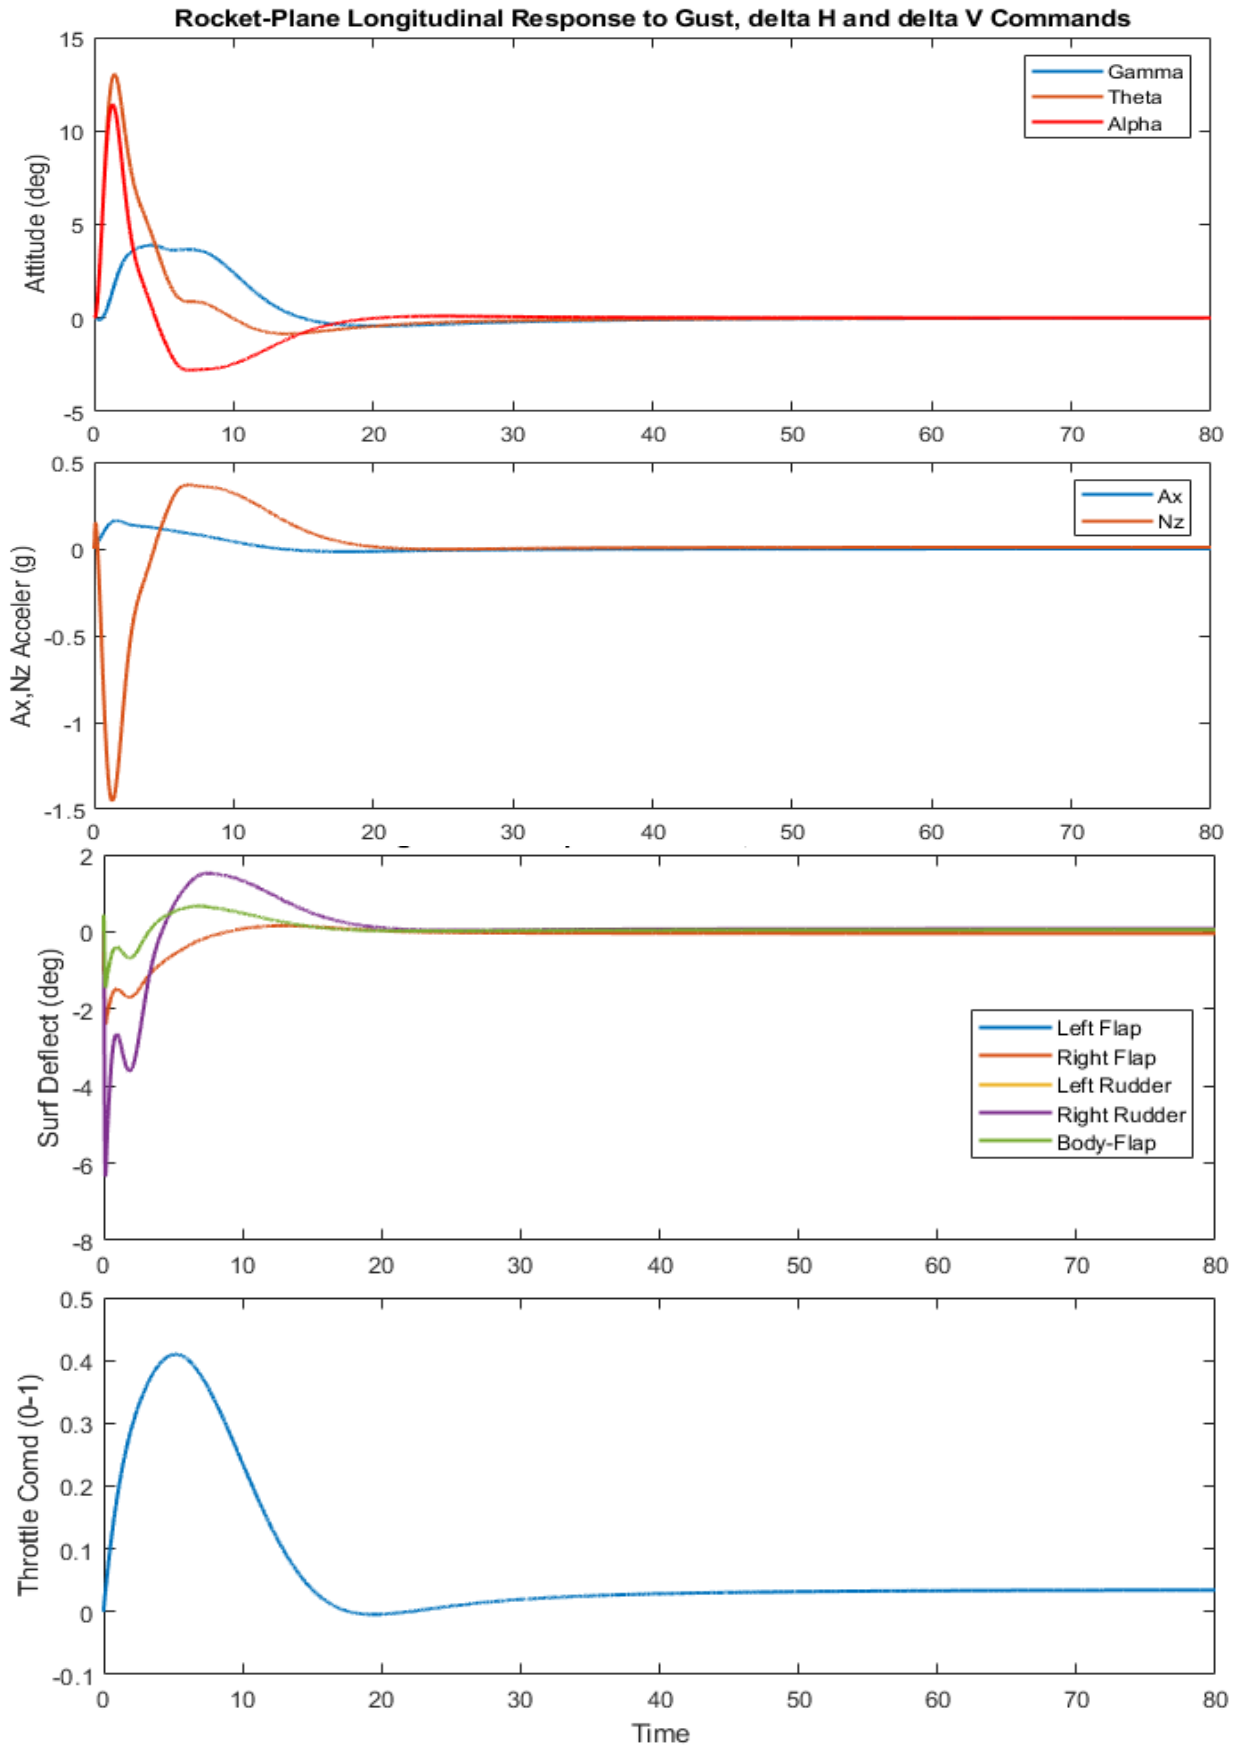 Rocket-Plane Longitudinal Response to Gust, delta H and delta V Commands
Attitude (deg)
15
10
5
0
-5
0 10 20 30 40 50 60 70 80
Gamma
Theta
Alpha
Ax,Nz Acceler (g)
0.5
0
-0.5
-1
-1.5
0 10 20 30 40 50 60 70 80
Ax
Nz
Surf Deflect (deg)
2
0
-2
-4
-6
-8
0 10 20 30 40 50 60 70 80
Left Flap
Right Flap
Left Rudder
Right Rudder
Body-Flap
Throttle Comd (0-1)
0.5
0.4
0.3
0.2
0.1
0
-0.1
0 10 20 30 40 50 60 70 80
Time